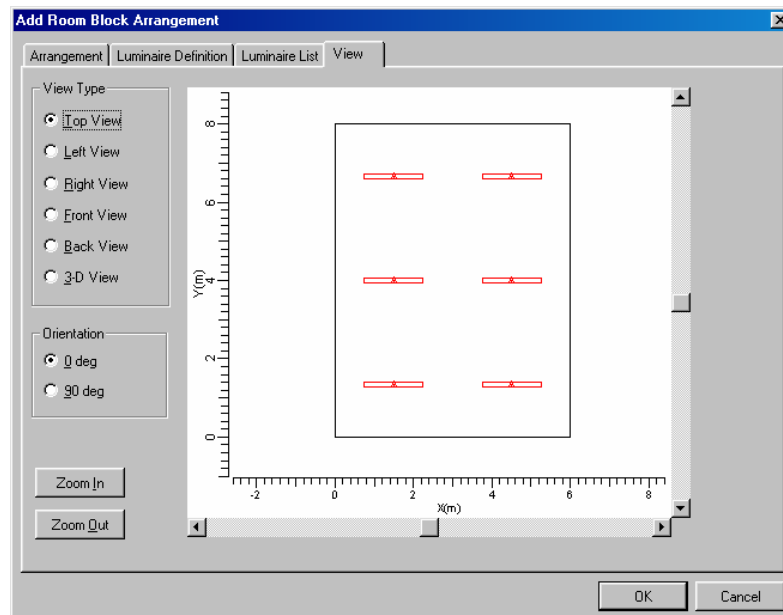 Add Room Block Arrangement
Arrangement Luminaire Definition Luminaire List View
View Type
Top View
Left View
Right View
Front View
Back View
3-D View
Orientation
0 deg
90 deg
Zoom In
Zoom Out
Y(m)
8
6
4
2
0
-2 0 2 4 6 8
X(m)
OK Cancel